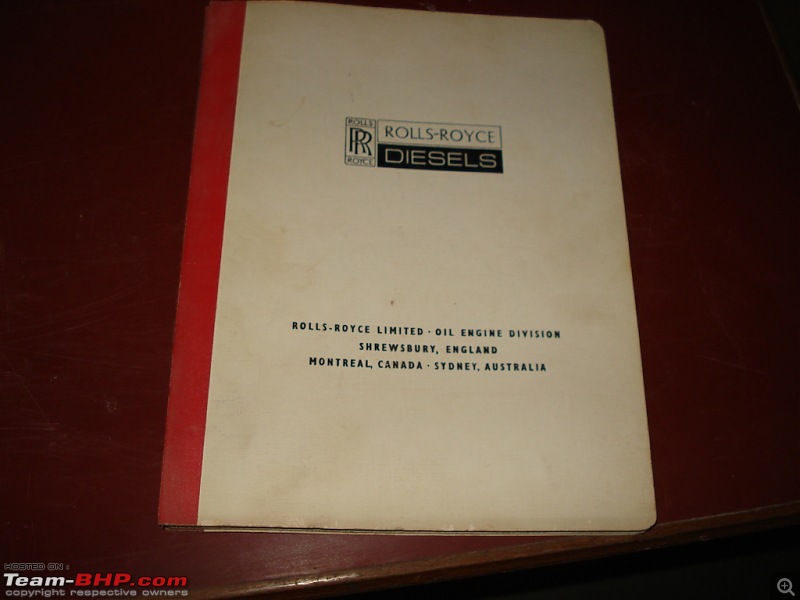 ROLLS
RR
ROYCE
ROLLS-ROYCE
DIESELS
ROLLS-ROYCE LIMITED · OIL ENGINE DIVISION
SHREWSBURY, ENGLAND
MONTREAL, CANADA · SYDNEY, AUSTRALIA
HOSTED ON :
Team-BHP.com
copyright respective owners